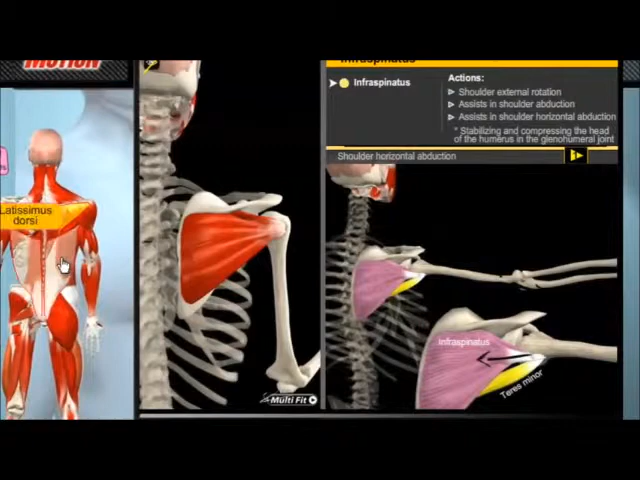 MOTION
Latissimus
dorsi
Multi Fit
Infraspinatus
Infraspinatus
Actions:
Shoulder external rotation
Assists in shoulder abduction
Assists in shoulder horizontal abduction
* Stabilizing and compressing the head
of the humerus in the glenohumeral joint
Shoulder horizontal abduction
Infraspinatus
Teres minor